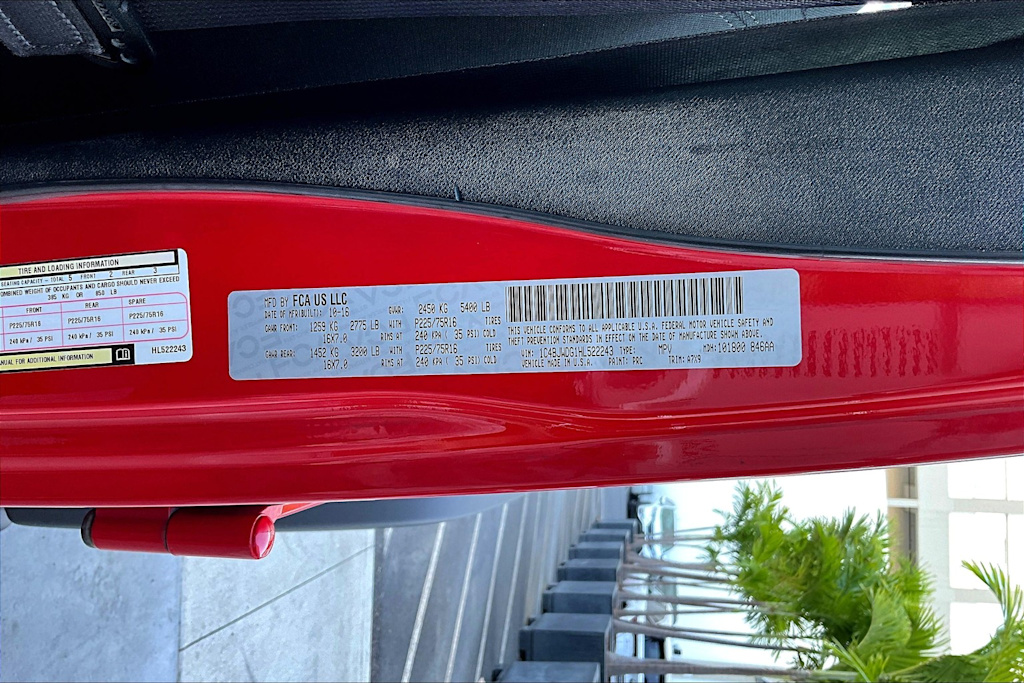 TIRE AND LOADING INFORMATION
SEATING CAPACITY - TOTAL 5 FRONT 2 REAR 3
COMBINED WEIGHT OF OCCUPANTS AND CARGO SHOULD NEVER EXCEED
385 KG OR 850 LB
FRONT REAR SPARE
P225/75R16 P225/75R16 P225/75R16
240 kPa / 35 PSI 240 kPa / 35 PSI 240 kPa / 35 PSI
MANUAL FOR ADDITIONAL INFORMATION
HL522243
MFD BY FCA US LLC
DATE OF MFR(BUILT): 10-16 GVWR: 2450 KG 5400 LB
GAWR FRONT: 1259 KG 2775 LB WITH P225/75R16 TIRES
16X7.0 RIMS AT 240 KPA / 35 PSI COLD
GAWR REAR: 1452 KG 3200 LB WITH P225/75R16 TIRES
16X7.0 RIMS AT 240 KPA / 35 PSI COLD
THIS VEHICLE CONFORMS TO ALL APPLICABLE U.S.A. FEDERAL MOTOR VEHICLE SAFETY AND
THEFT PREVENTION STANDARDS IN EFFECT ON THE DATE OF MANUFACTURE SHOWN ABOVE.
VIN: 1C4BJWDG1HL522243 TYPE: MPV MDH:101800 846AA
VEHICLE MADE IN U.S.A. PAINT: PRC TRIM: A7X9